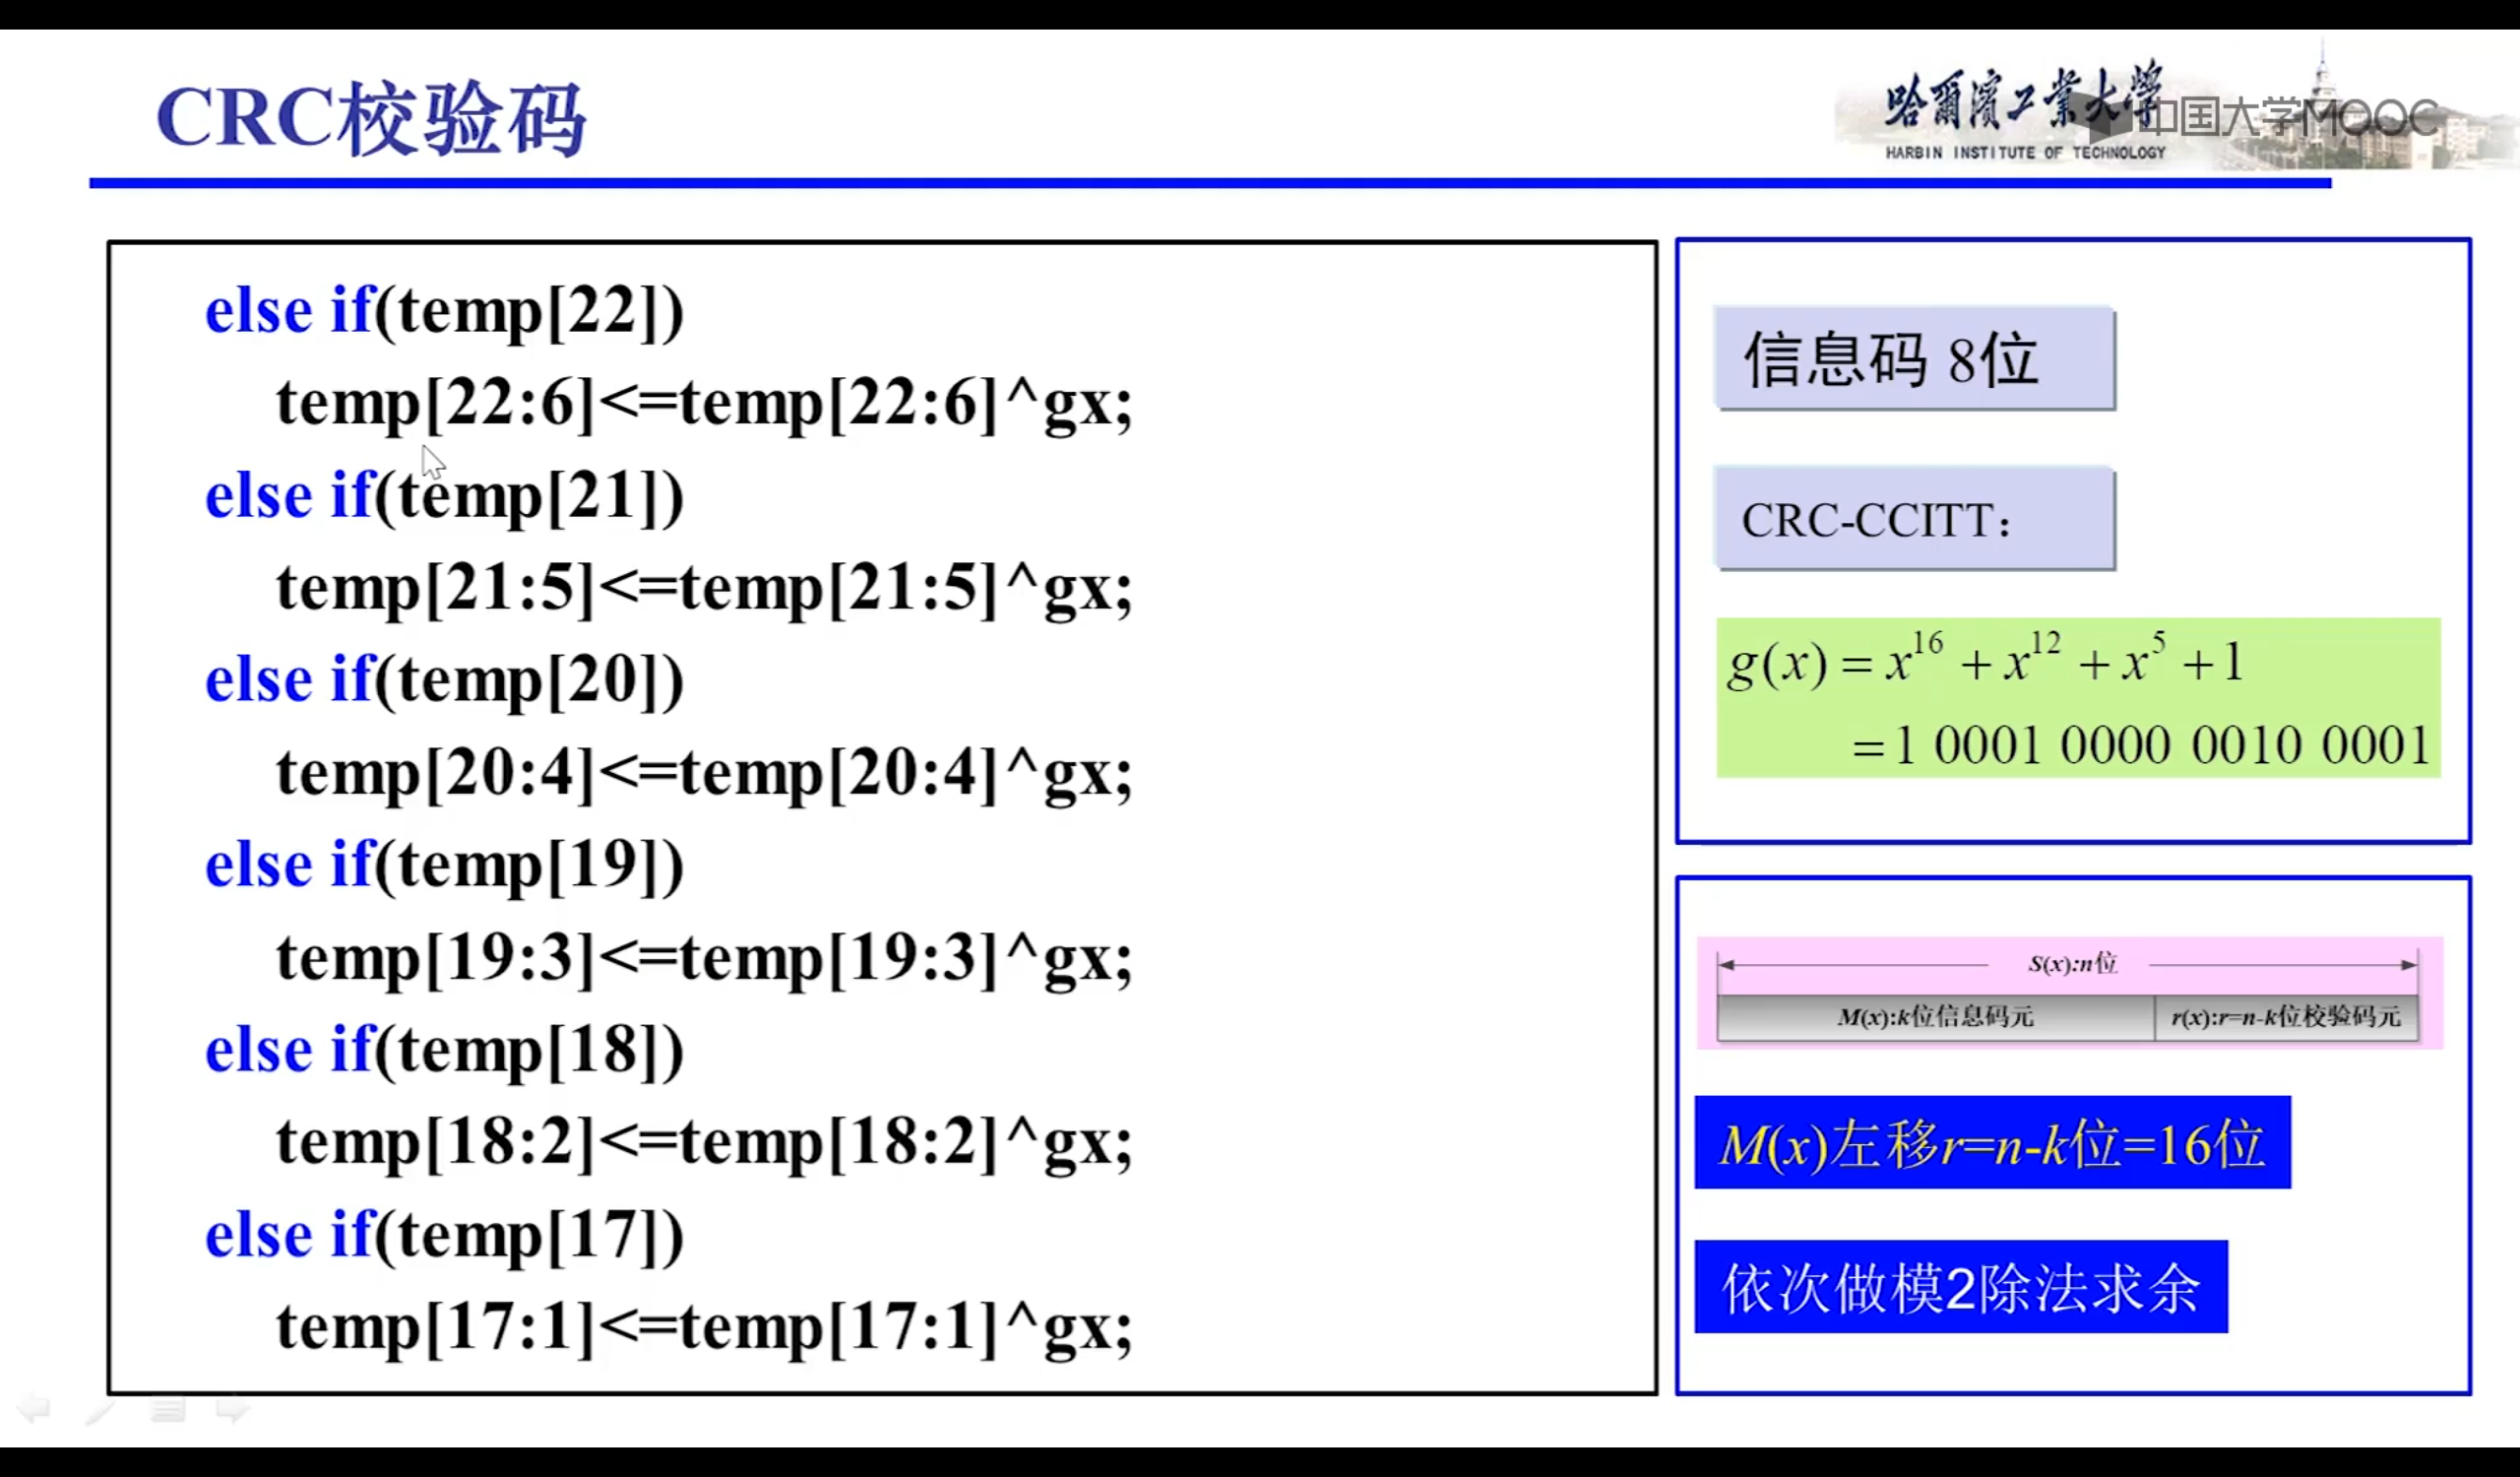 CRC校验码
哈爾濱工業大學
HARBIN INSTITUTE OF TECHNOLOGY
中国大学MOOC
else if(temp[22])
temp[22:6]<=temp[22:6]^gx;
else if(temp[21])
temp[21:5]<=temp[21:5]^gx;
else if(temp[20])
temp[20:4]<=temp[20:4]^gx;
else if(temp[19])
temp[19:3]<=temp[19:3]^gx;
else if(temp[18])
temp[18:2]<=temp[18:2]^gx;
else if(temp[17])
temp[17:1]<=temp[17:1]^gx;
信息码 8位
CRC-CCITT：
g(x) = x^16 + x^12 + x^5 + 1
= 1 0001 0000 0010 0001
S(x):n位
M(x):k位信息码元 r(x):r=n-k位校验码元
M(x)左移r=n-k位=16位
依次做模2除法求余